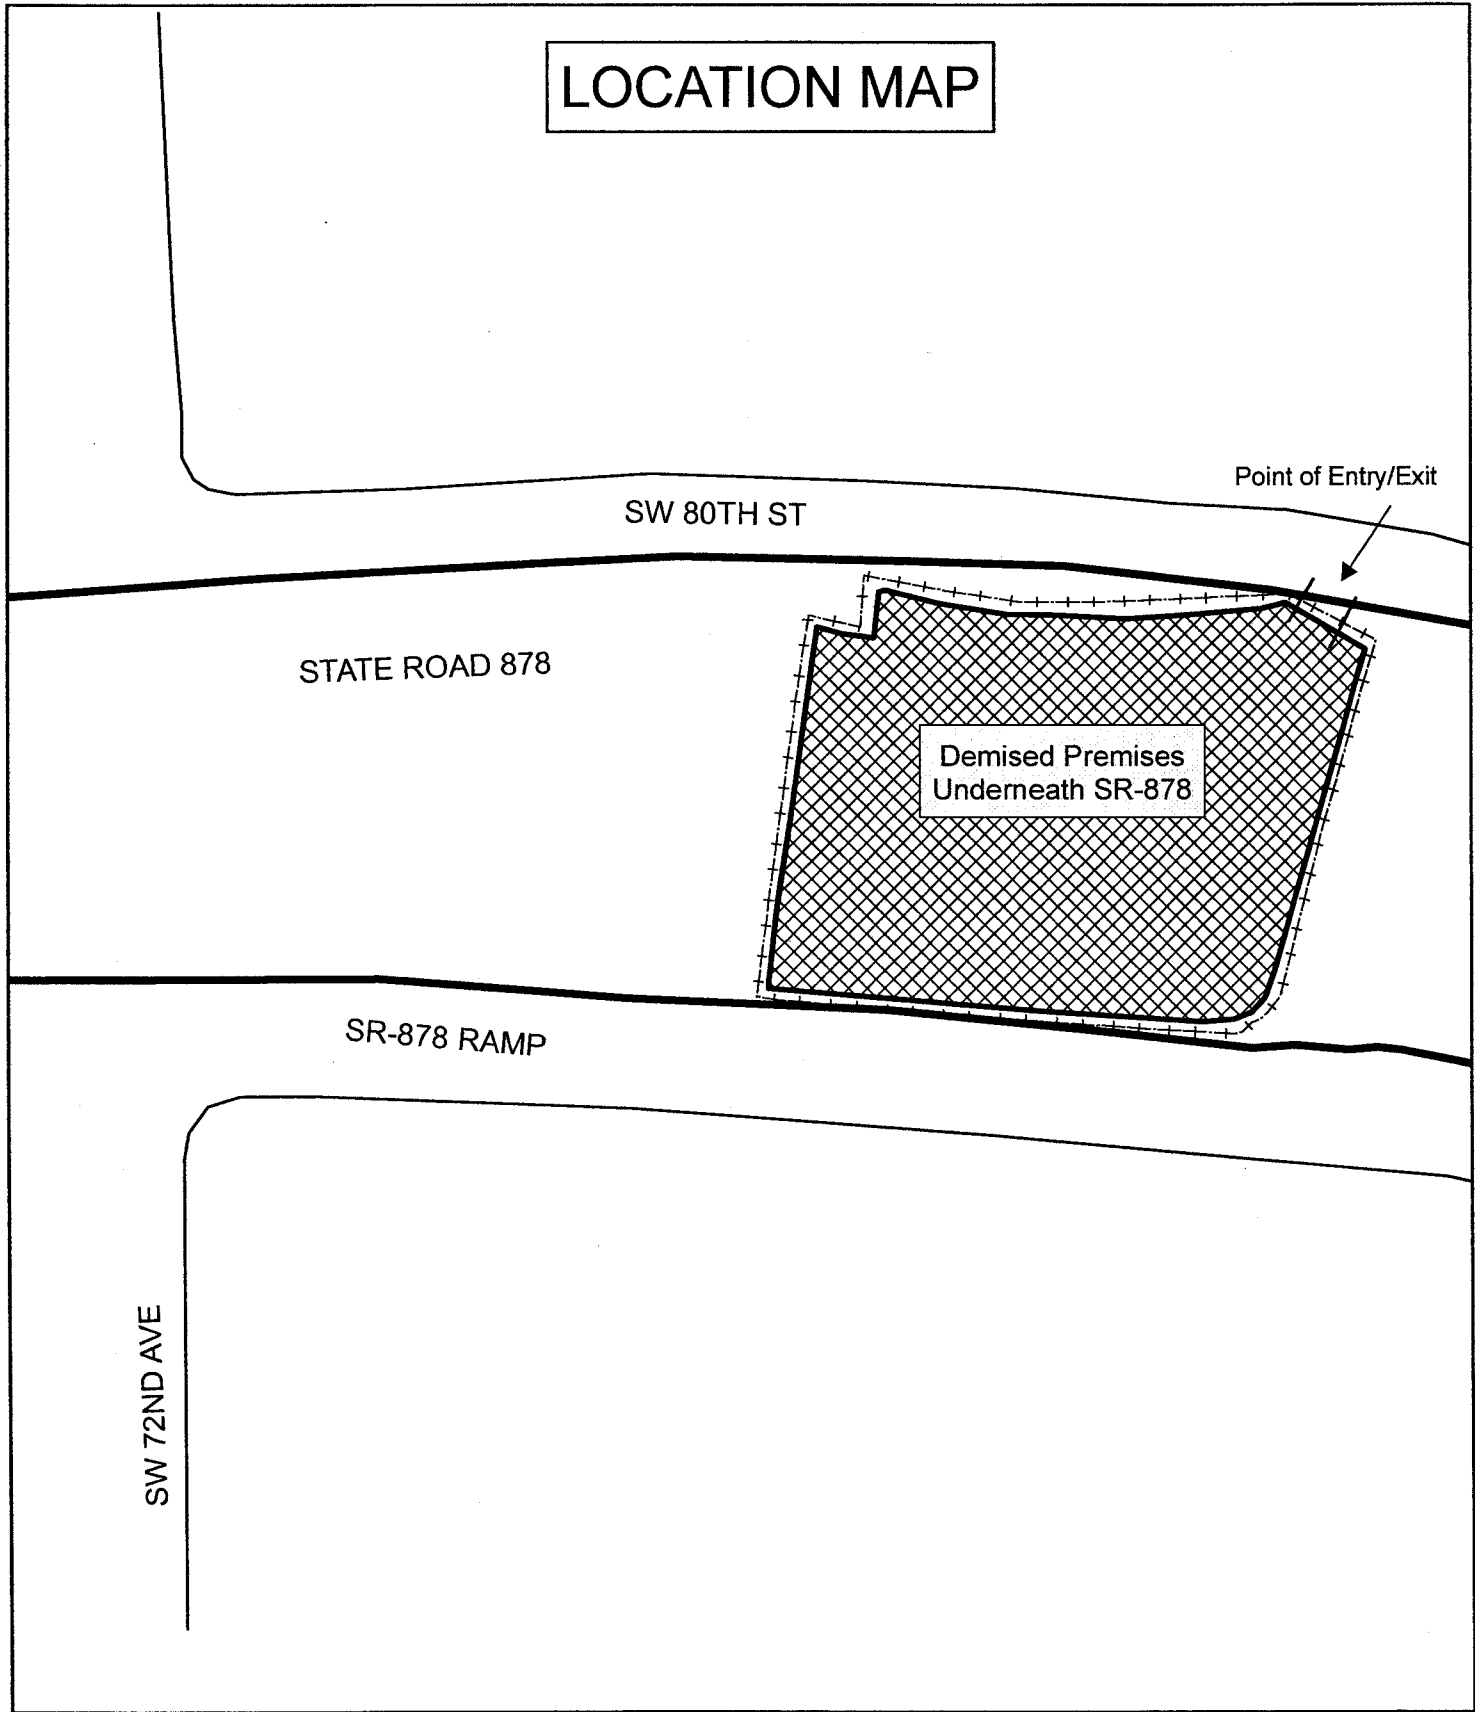 LOCATION MAP
Point of Entry/Exit
SW 80TH ST
STATE ROAD 878
Demised Premises
Underneath SR-878
SR-878 RAMP
SW 72ND AVE